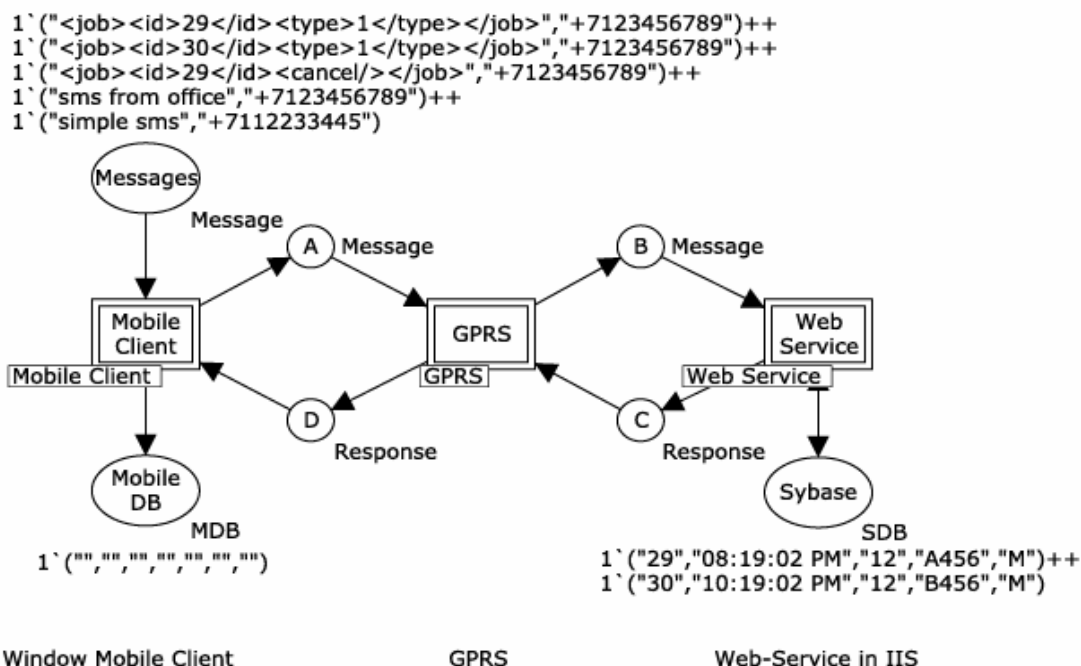 1`("<job><id>29</id><type>1</type></job>","+7123456789")++
1`("<job><id>30</id><type>1</type></job>","+7123456789")++
1`("<job><id>29</id><cancel/></job>","+7123456789")++
1`("sms from office","+7123456789")++
1`("simple sms","+7112233445")
Messages
Message
A
Message
B
Message
Mobile
Client
GPRS
Web
Service
Mobile Client
GPRS
Web Service
D
Response
C
Response
Mobile
DB
MDB
Sybase
SDB
1`("","","","","","","")
1`("29","08:19:02 PM","12","A456","M")++
1`("30","10:19:02 PM","12","B456","M")
Window Mobile Client
GPRS
Web-Service in IIS